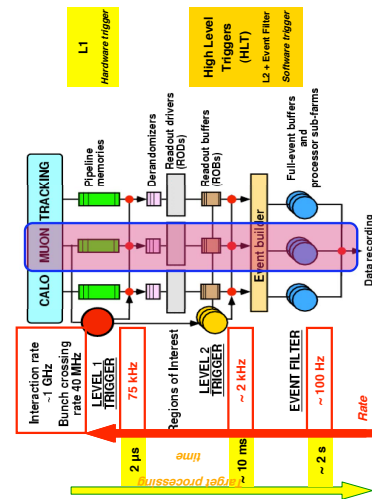 L1
Hardware trigger
High Level
Triggers
(HLT)
L2 + Event Filter
Software trigger
CALO MUON TRACKING
Pipeline
memories
Derandomizers
Readout drivers
(RODs)
Readout buffers
(ROBs)
Event builder
Full-event buffers
and
processor sub-farms
Data recording
Interaction rate
~1 GHz
Bunch crossing
rate 40 MHz
LEVEL 1
TRIGGER
75 kHz
Regions of Interest
LEVEL 2
TRIGGER
~ 2 kHz
EVENT FILTER
~ 100 Hz
Rate
2 µs
~ 10 ms
~ 2 s
Target processing
time